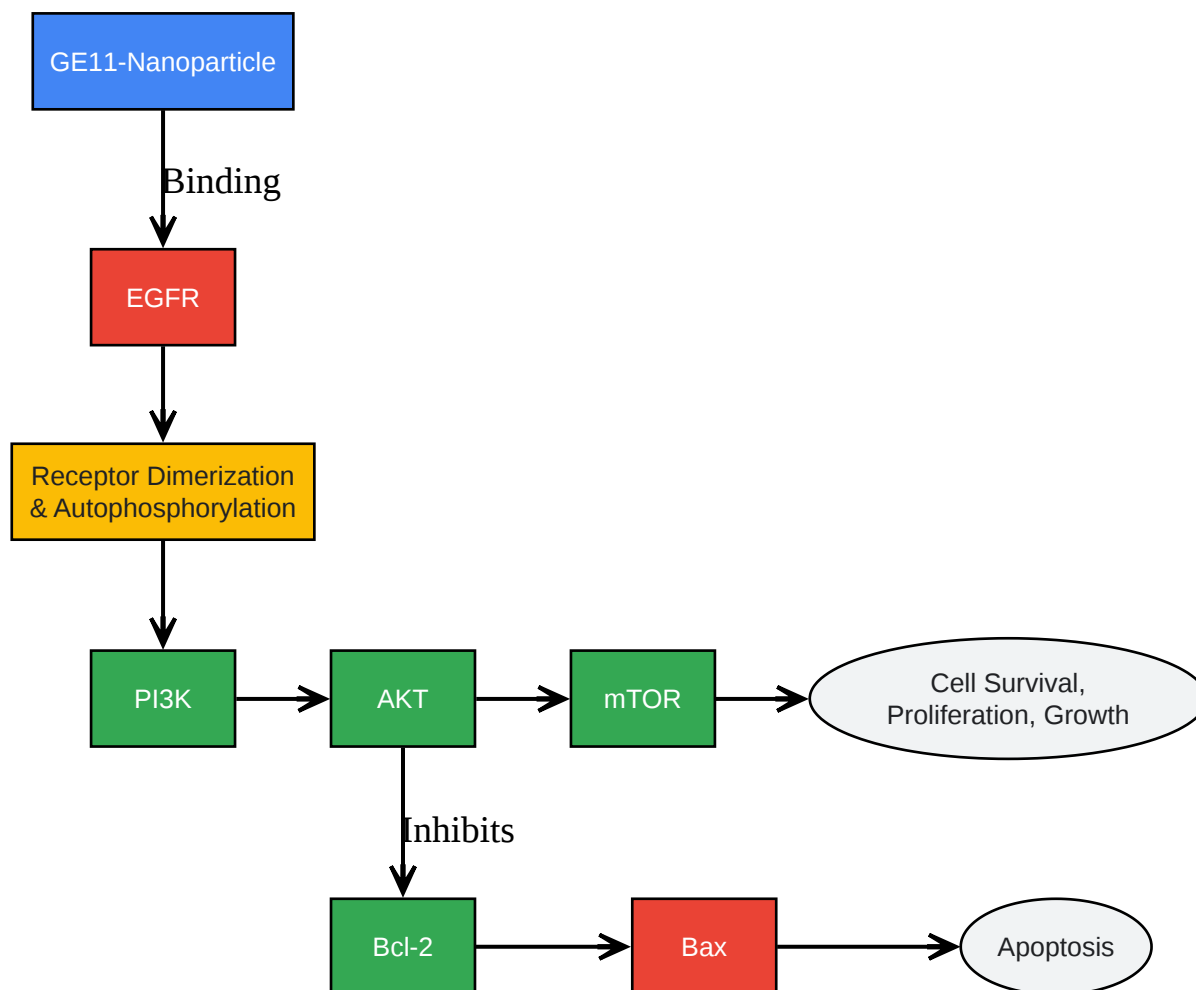 GE11-Nanoparticle
Binding
EGFR
Receptor Dimerization
& Autophosphorylation
PI3K
AKT
mTOR
Cell Survival,
Proliferation, Growth
Inhibits
Bcl-2
Bax
Apoptosis